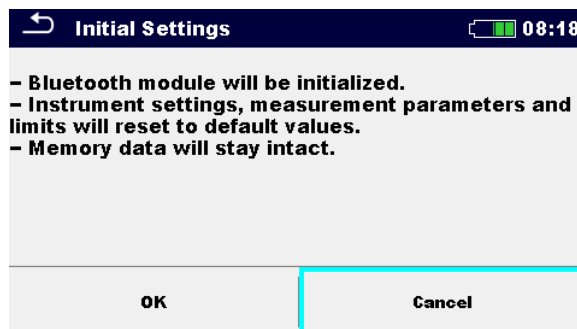 Initial Settings 08:18
– Bluetooth module will be initialized.
– Instrument settings, measurement parameters and
limits will reset to default values.
– Memory data will stay intact.
OK Cancel